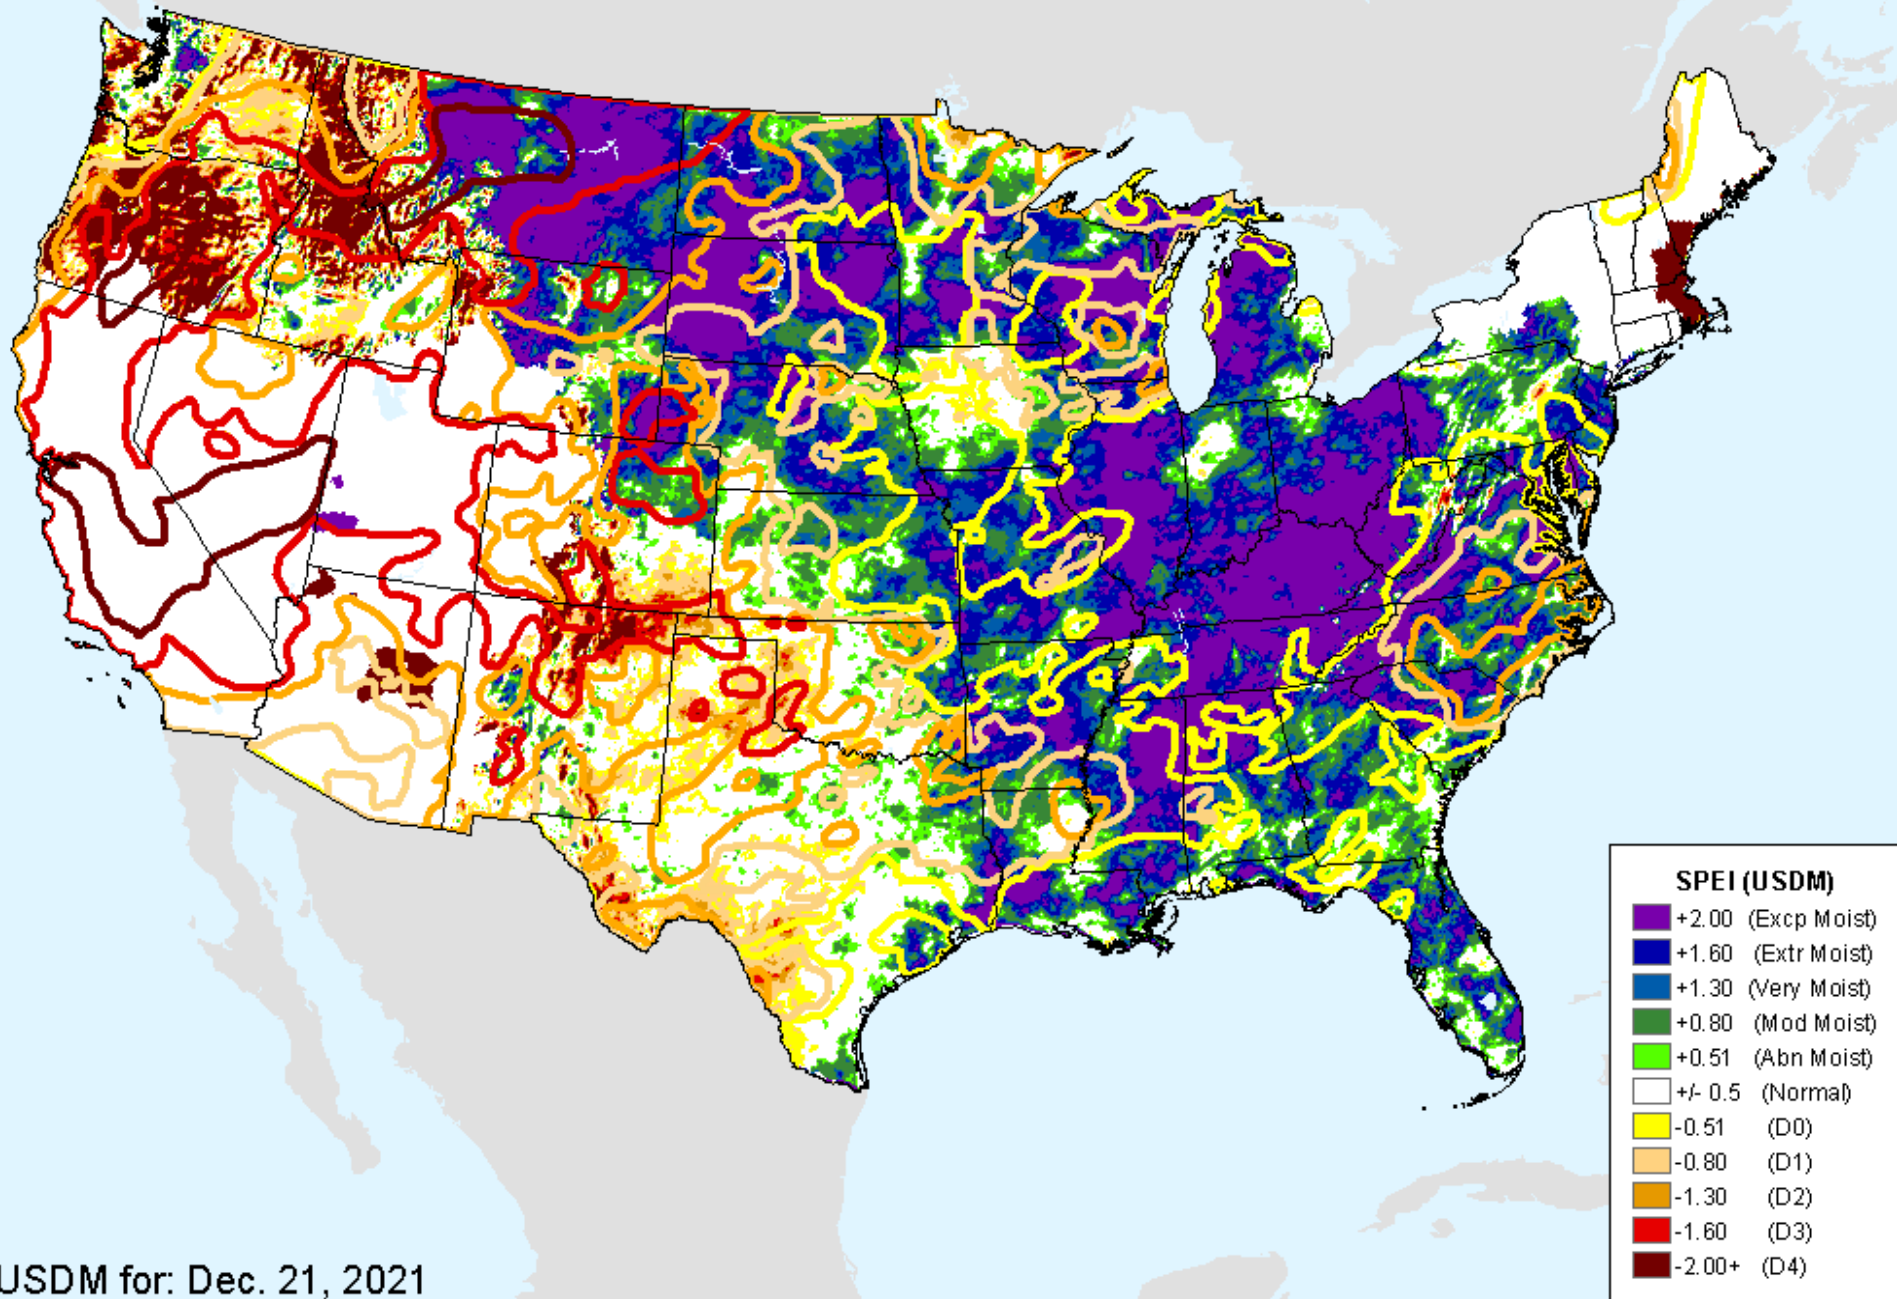 SPEI (USDM)
+2.00 (Excp Moist)
+1.60 (Extr Moist)
+1.30 (Very Moist)
+0.80 (Mod Moist)
+0.51 (Abn Moist)
+/- 0.5 (Normal)
-0.51 (D0)
-0.80 (D1)
-1.30 (D2)
-1.60 (D3)
-2.00+ (D4)
USDM for: Dec. 21, 2021